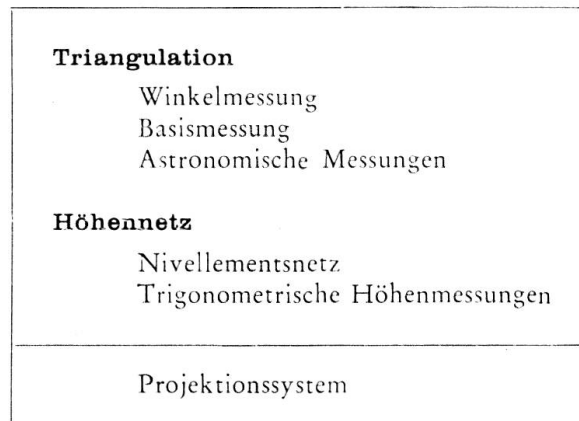 Triangulation
Winkelmessung
Basismessung
Astronomische Messungen
Höhennetz
Nivellementsnetz
Trigonometrische Höhenmessungen
Projektionssystem